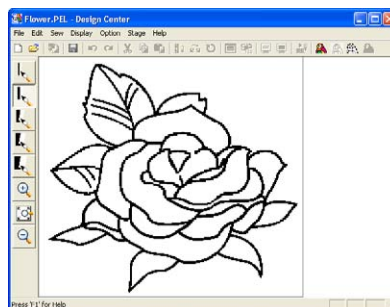 Flower.PEL - Design Center
File Edit Sew Display Option Stage Help
Press 'F1' for Help